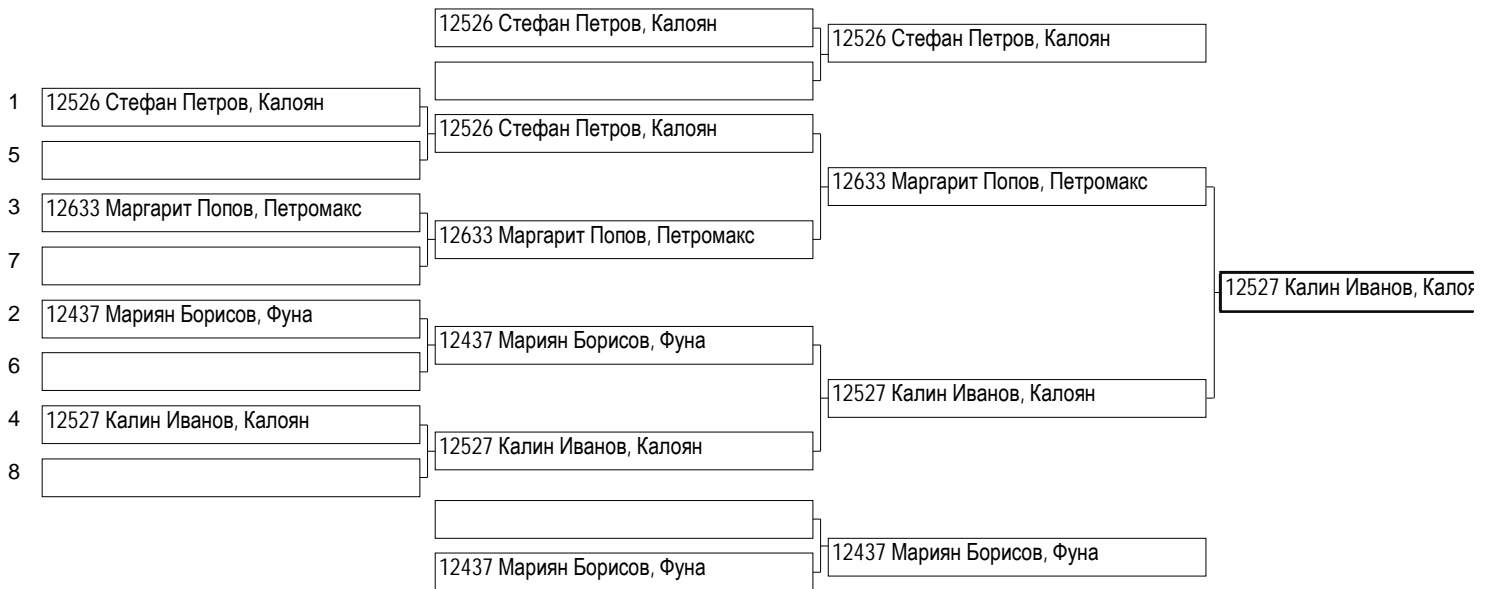 12526 Стефан Петров, Калоян
12526 Стефан Петров, Калоян
1 12526 Стефан Петров, Калоян
12526 Стефан Петров, Калоян
5
12633 Маргарит Попов, Петромакс
3 12633 Маргарит Попов, Петромакс
12633 Маргарит Попов, Петромакс
7
12527 Калин Иванов, Калоя
2 12437 Мариян Борисов, Фуна
12437 Мариян Борисов, Фуна
6
12527 Калин Иванов, Калоян
4 12527 Калин Иванов, Калоян
12527 Калин Иванов, Калоян
8
12437 Мариян Борисов, Фуна
12437 Мариян Борисов, Фуна